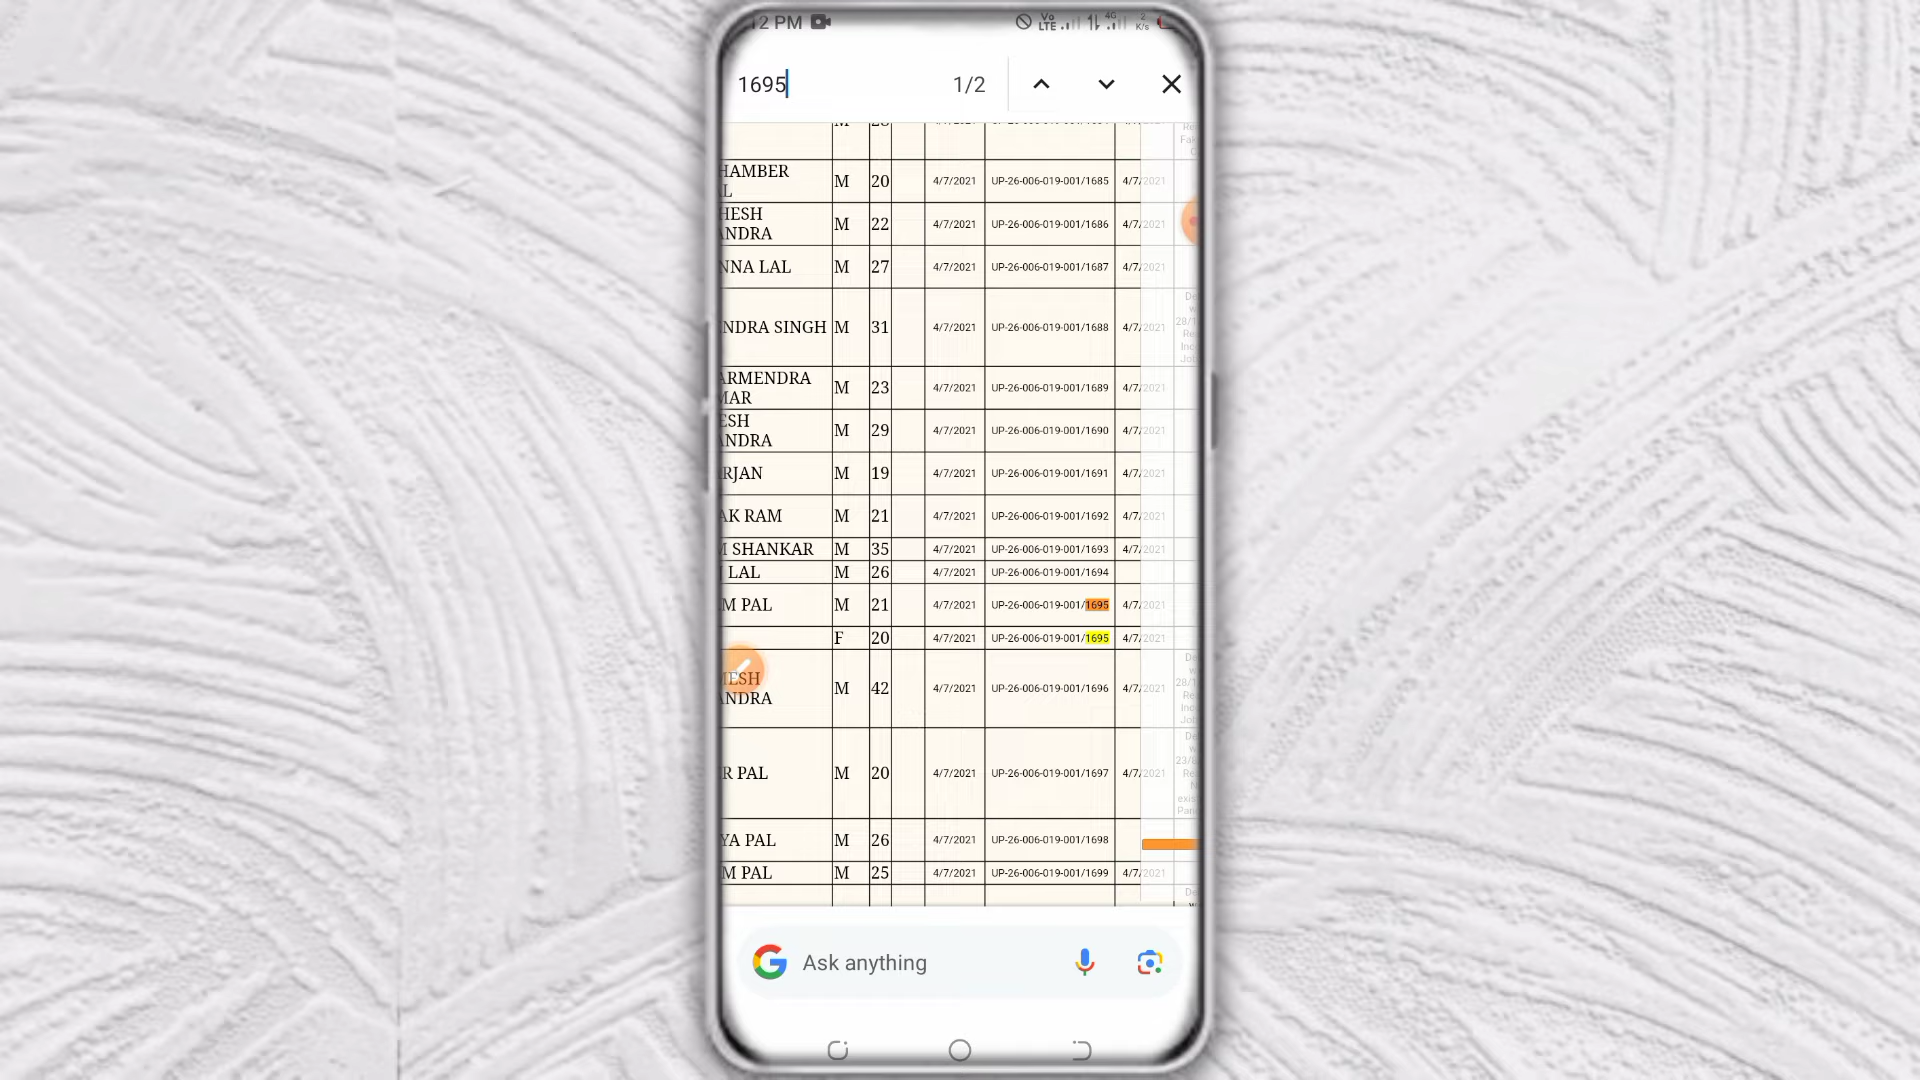 2 PM Vo LTE 4G 2 K/s
1695 1/2
HAMBER M 20 4/7/2021 UP-26-006-019-001/1685 4/7/2021
L
HESH M 22 4/7/2021 UP-26-006-019-001/1686 4/7/2021
ANDRA
NNA LAL M 27 4/7/2021 UP-26-006-019-001/1687 4/7/2021
NDRA SINGH M 31 4/7/2021 UP-26-006-019-001/1688 4/7/2021
ARMENDRA M 23 4/7/2021 UP-26-006-019-001/1689 4/7/2021
MAR
ESH M 29 4/7/2021 UP-26-006-019-001/1690 4/7/2021
ANDRA
RJAN M 19 4/7/2021 UP-26-006-019-001/1691 4/7/2021
AK RAM M 21 4/7/2021 UP-26-006-019-001/1692 4/7/2021
M SHANKAR M 35 4/7/2021 UP-26-006-019-001/1693 4/7/2021
LAL M 26 4/7/2021 UP-26-006-019-001/1694
M PAL M 21 4/7/2021 UP-26-006-019-001/1695 4/7/2021
F 20 4/7/2021 UP-26-006-019-001/1695 4/7/2021
MESH M 42 4/7/2021 UP-26-006-019-001/1696 4/7/2021
ANDRA
R PAL M 20 4/7/2021 UP-26-006-019-001/1697 4/7/2021
YA PAL M 26 4/7/2021 UP-26-006-019-001/1698
M PAL M 25 4/7/2021 UP-26-006-019-001/1699 4/7/2021
Ask anything